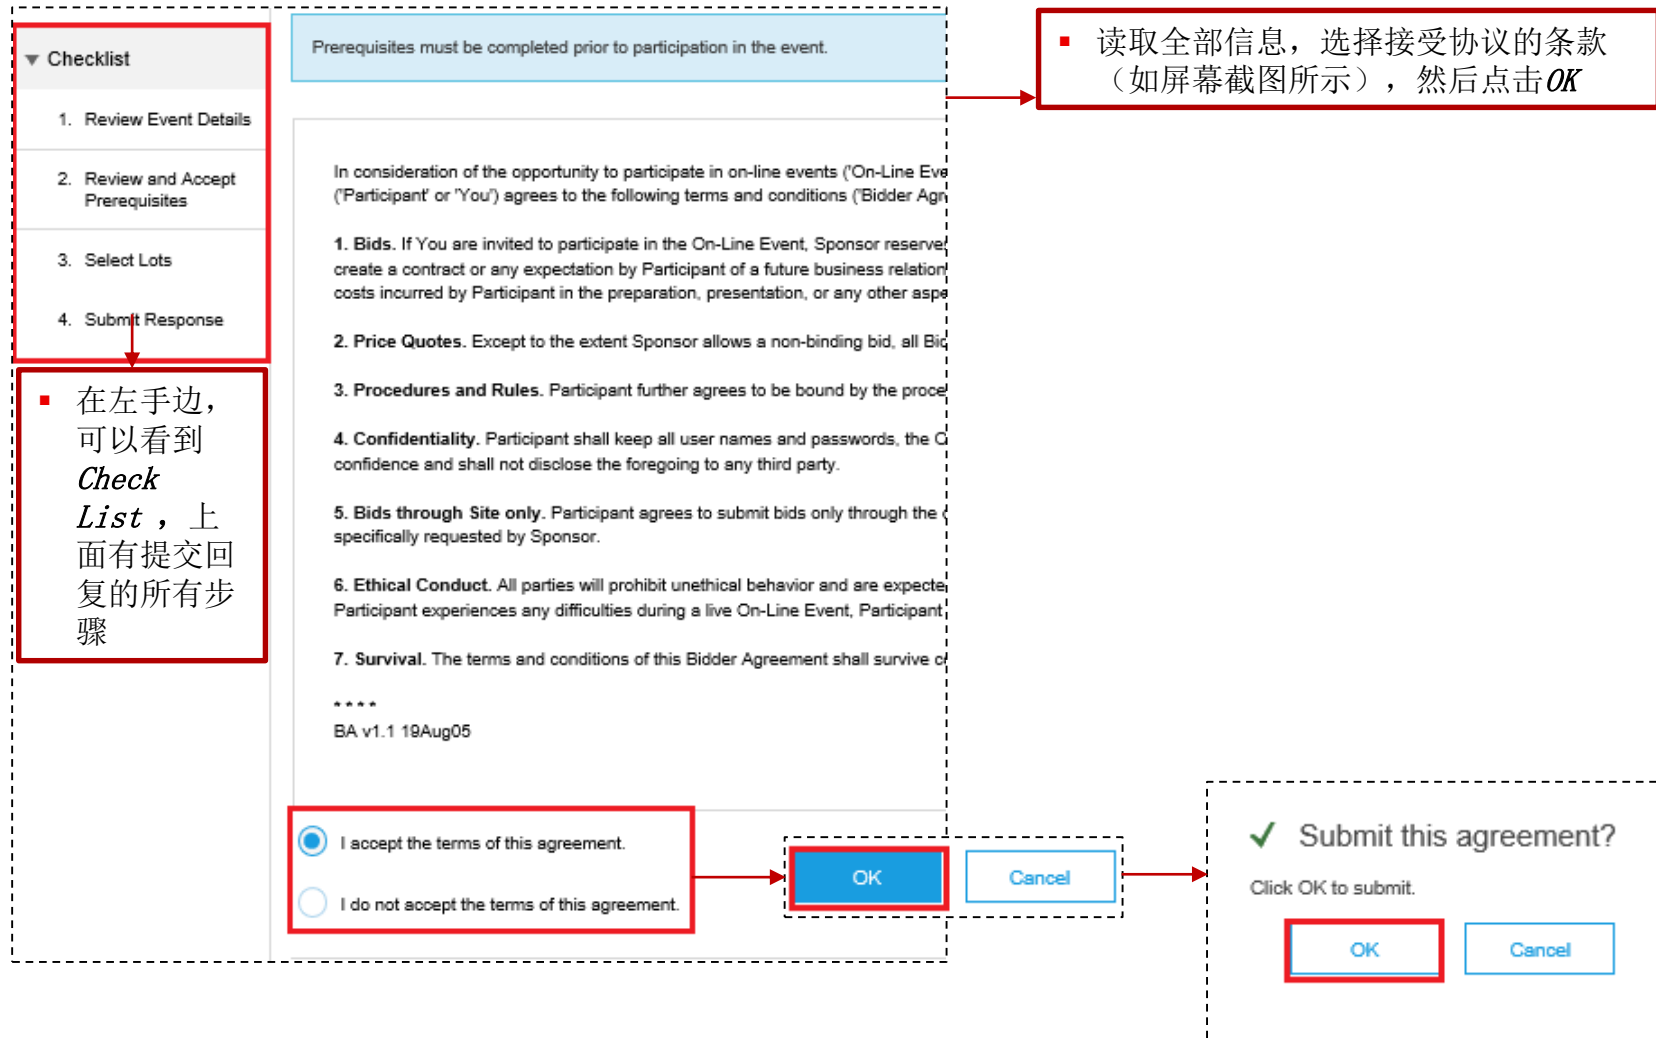 Checklist
1. Review Event Details
2. Review and Accept
Prerequisites
3. Select Lots
4. Submit Response
▪ 在左手边，
可以看到
Check
List ，上
面有提交回
复的所有步
骤
Prerequisites must be completed prior to participation in the event.
In consideration of the opportunity to participate in on-line events ('On-Line Eve
('Participant' or 'You') agrees to the following terms and conditions ('Bidder Agr
1. Bids. If You are invited to participate in the On-Line Event, Sponsor reserve
create a contract or any expectation by Participant of a future business relation
costs incurred by Participant in the preparation, presentation, or any other aspe
2. Price Quotes. Except to the extent Sponsor allows a non-binding bid, all Bid
3. Procedures and Rules. Participant further agrees to be bound by the proce
4. Confidentiality. Participant shall keep all user names and passwords, the C
confidence and shall not disclose the foregoing to any third party.
5. Bids through Site only. Participant agrees to submit bids only through the
specifically requested by Sponsor.
6. Ethical Conduct. All parties will prohibit unethical behavior and are expecte
Participant experiences any difficulties during a live On-Line Event, Participant
7. Survival. The terms and conditions of this Bidder Agreement shall survive
* * * *
BA v1.1 19Aug05
I accept the terms of this agreement.
I do not accept the terms of this agreement.
OK Cancel
▪ 读取全部信息，选择接受协议的条款
（如屏幕截图所示），然后点击OK
✓ Submit this agreement?
Click OK to submit.
OK Cancel